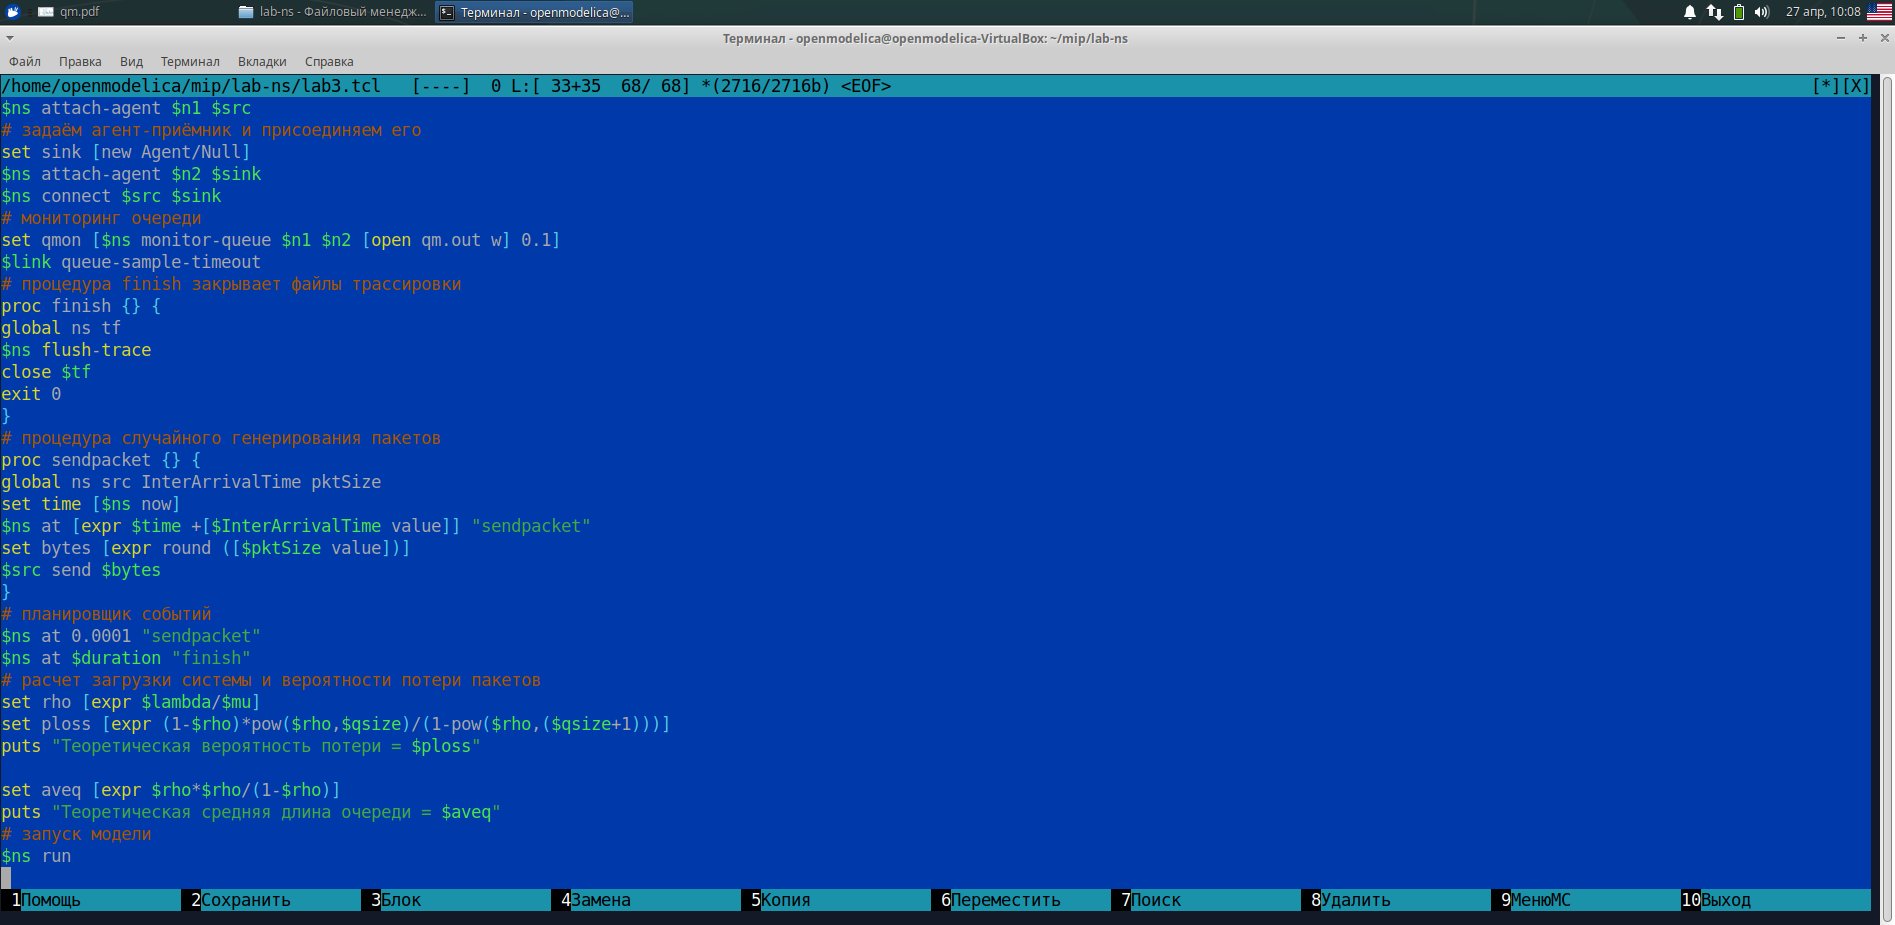 qm.pdf
lab-ns - Файловый менедж...
Терминал - openmodelica@...
27 апр, 10:08
Терминал - openmodelica@openmodelica-VirtualBox: ~/mip/lab-ns
Файл Правка Вид Терминал Вкладки Справка
/home/openmodelica/mip/lab-ns/lab3.tcl   [----]  0 L:[ 33+35  68/ 68] *(2716/2716b) <EOF> [*][X]
$ns attach-agent $n1 $src
# задаём агент-приёмник и присоединяем его
set sink [new Agent/Null]
$ns attach-agent $n2 $sink
$ns connect $src $sink
# мониторинг очереди
set qmon [$ns monitor-queue $n1 $n2 [open qm.out w] 0.1]
$link queue-sample-timeout
# процедура finish закрывает файлы трассировки
proc finish {} {
global ns tf
$ns flush-trace
close $tf
exit 0
}
# процедура случайного генерирования пакетов
proc sendpacket {} {
global ns src InterArrivalTime pktSize
set time [$ns now]
$ns at [expr $time +[$InterArrivalTime value]] "sendpacket"
set bytes [expr round ([$pktSize value])]
$src send $bytes
}
# планировщик событий
$ns at 0.0001 "sendpacket"
$ns at $duration "finish"
# расчет загрузки системы и вероятности потери пакетов
set rho [expr $lambda/$mu]
set ploss [expr (1-$rho)*pow($rho,$qsize)/(1-pow($rho,($qsize+1)))]
puts "Теоретическая вероятность потери = $ploss"
set aveq [expr $rho*$rho/(1-$rho)]
puts "Теоретическая средняя длина очереди = $aveq"
# запуск модели
$ns run
1Помощь 2Сохранить 3Блок 4Замена 5Копия 6Переместить 7Поиск 8Удалить 9МенюMC 10Выход